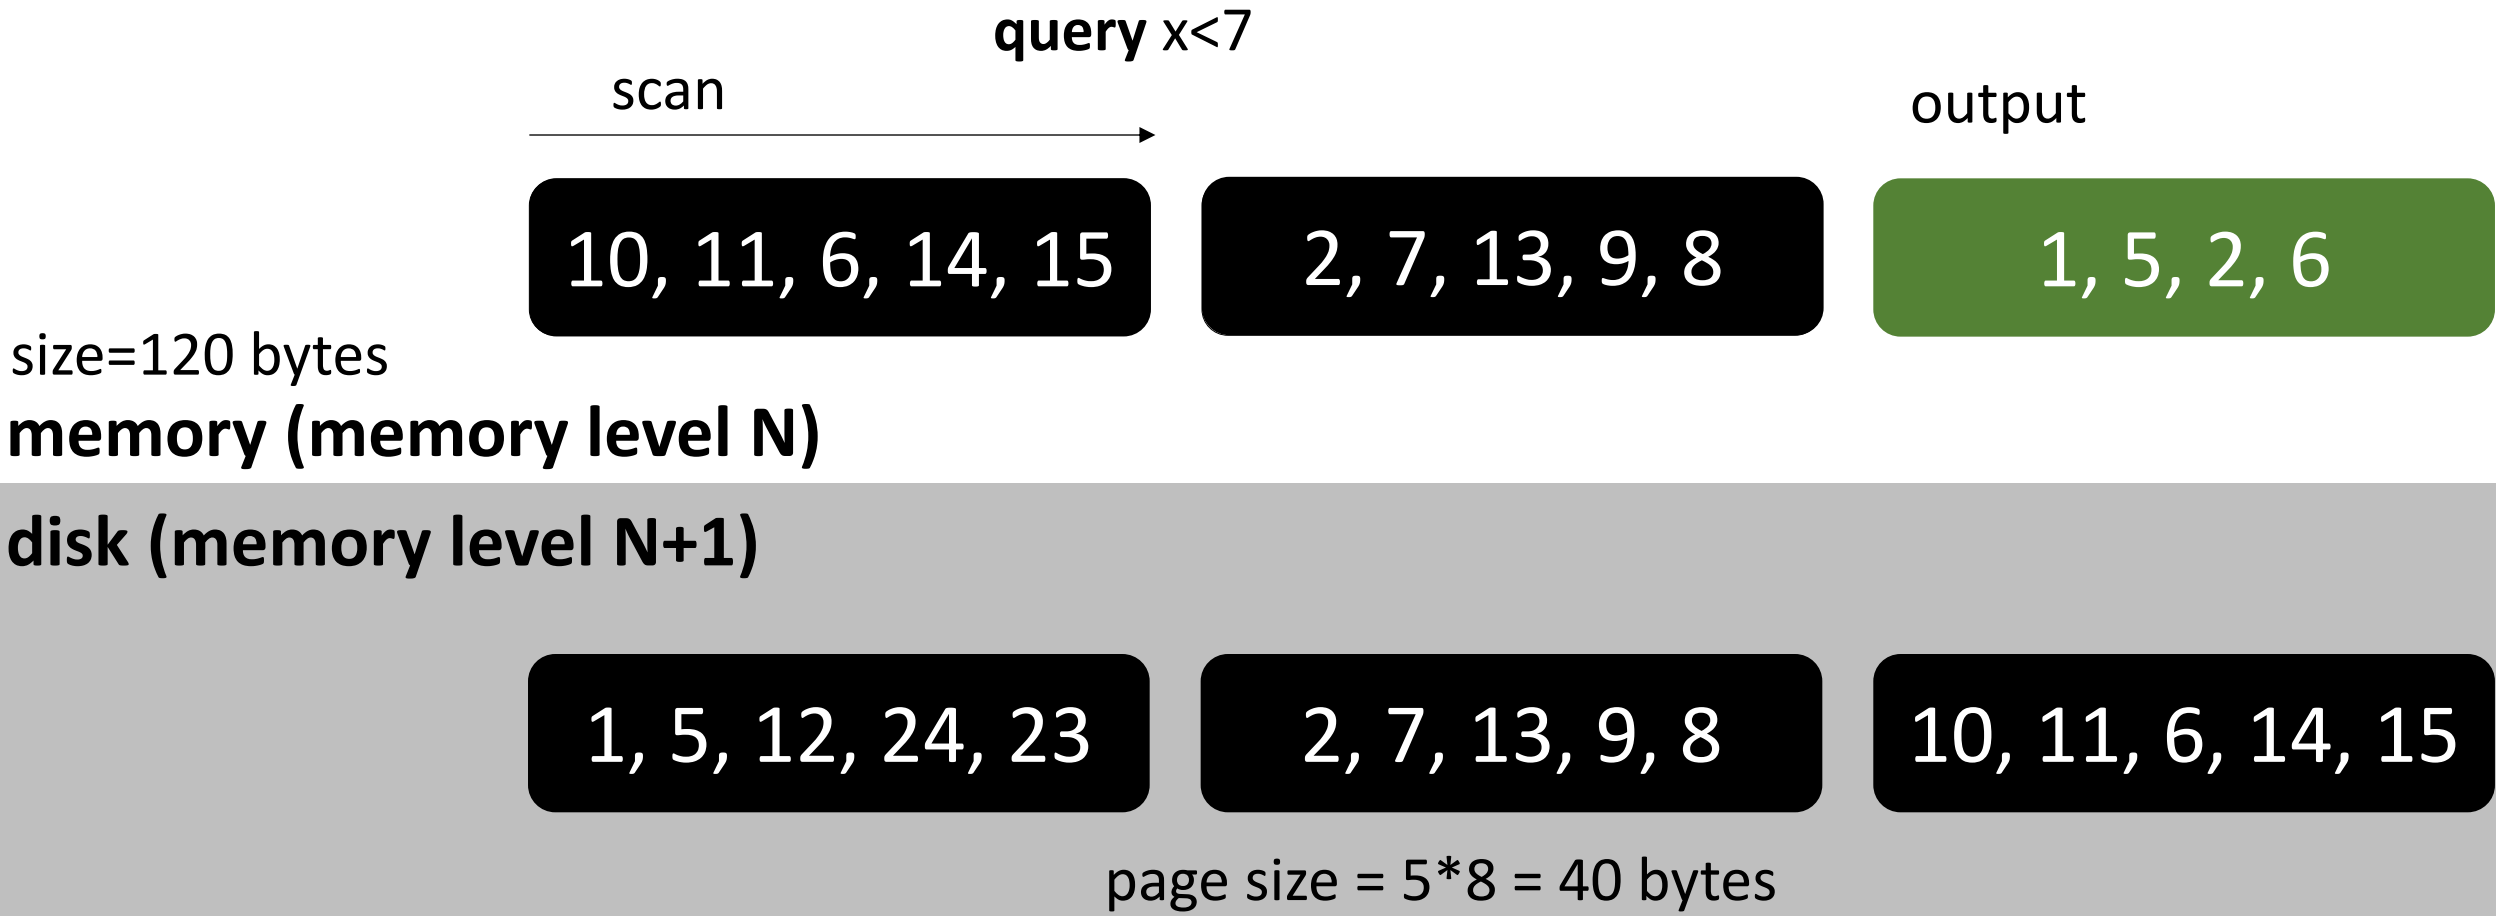 query x<7
scan
output
10, 11, 6, 14, 15
2, 7, 13, 9, 8
1, 5, 2, 6
size=120 bytes
memory (memory level N)
disk (memory level N+1)
1, 5, 12, 24, 23
2, 7, 13, 9, 8
10, 11, 6, 14, 15
page size = 5*8 = 40 bytes